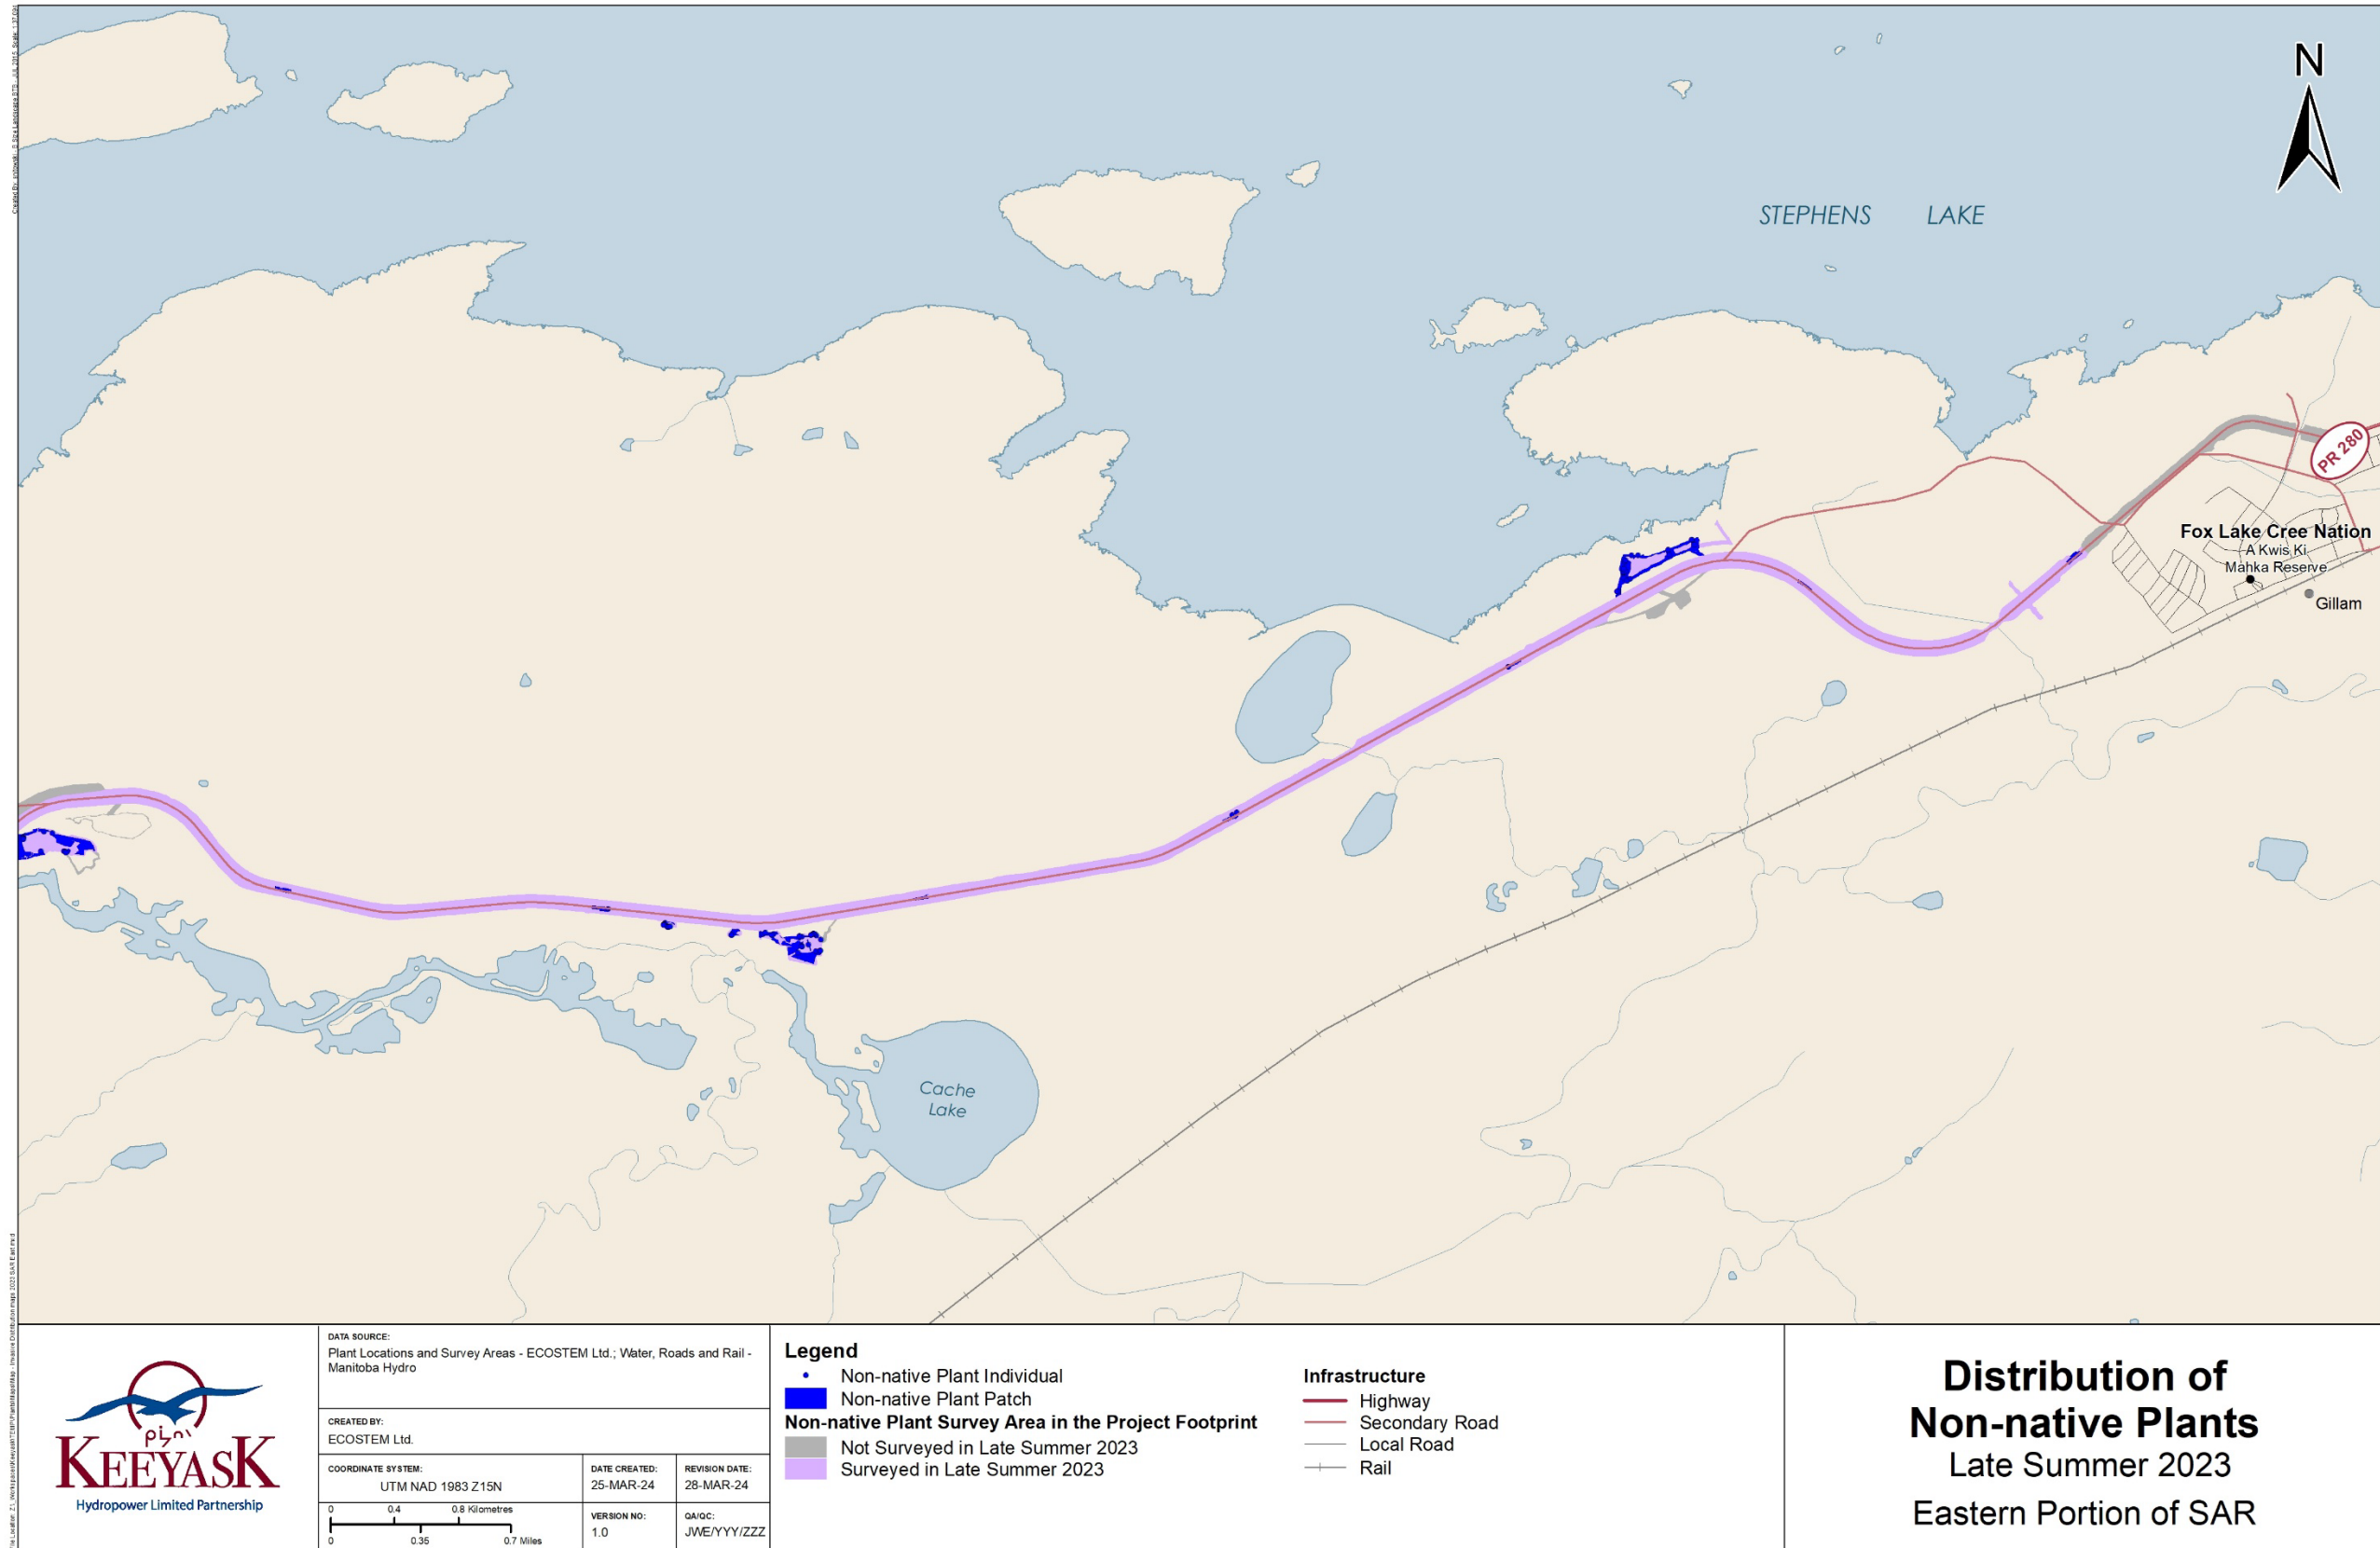 N
STEPHENS LAKE
PR 280
Fox Lake Cree Nation
A Kwis Ki
Mahka Reserve
Gillam
Cache
Lake
KEEYASK
Hydropower Limited Partnership
DATA SOURCE:
Plant Locations and Survey Areas - ECOSTEM Ltd.; Water, Roads and Rail -
Manitoba Hydro
CREATED BY:
ECOSTEM Ltd.
COORDINATE SYSTEM:
UTM NAD 1983 Z15N
DATE CREATED:
25-MAR-24
REVISION DATE:
28-MAR-24
0 0.4 0.8 Kilometres
0 0.35 0.7 Miles
VERSION NO:
1.0
QA/QC:
JWE/YYY/ZZZ
Legend
Non-native Plant Individual
Non-native Plant Patch
Non-native Plant Survey Area in the Project Footprint
Not Surveyed in Late Summer 2023
Surveyed in Late Summer 2023
Infrastructure
Highway
Secondary Road
Local Road
Rail
Distribution of
Non-native Plants
Late Summer 2023
Eastern Portion of SAR